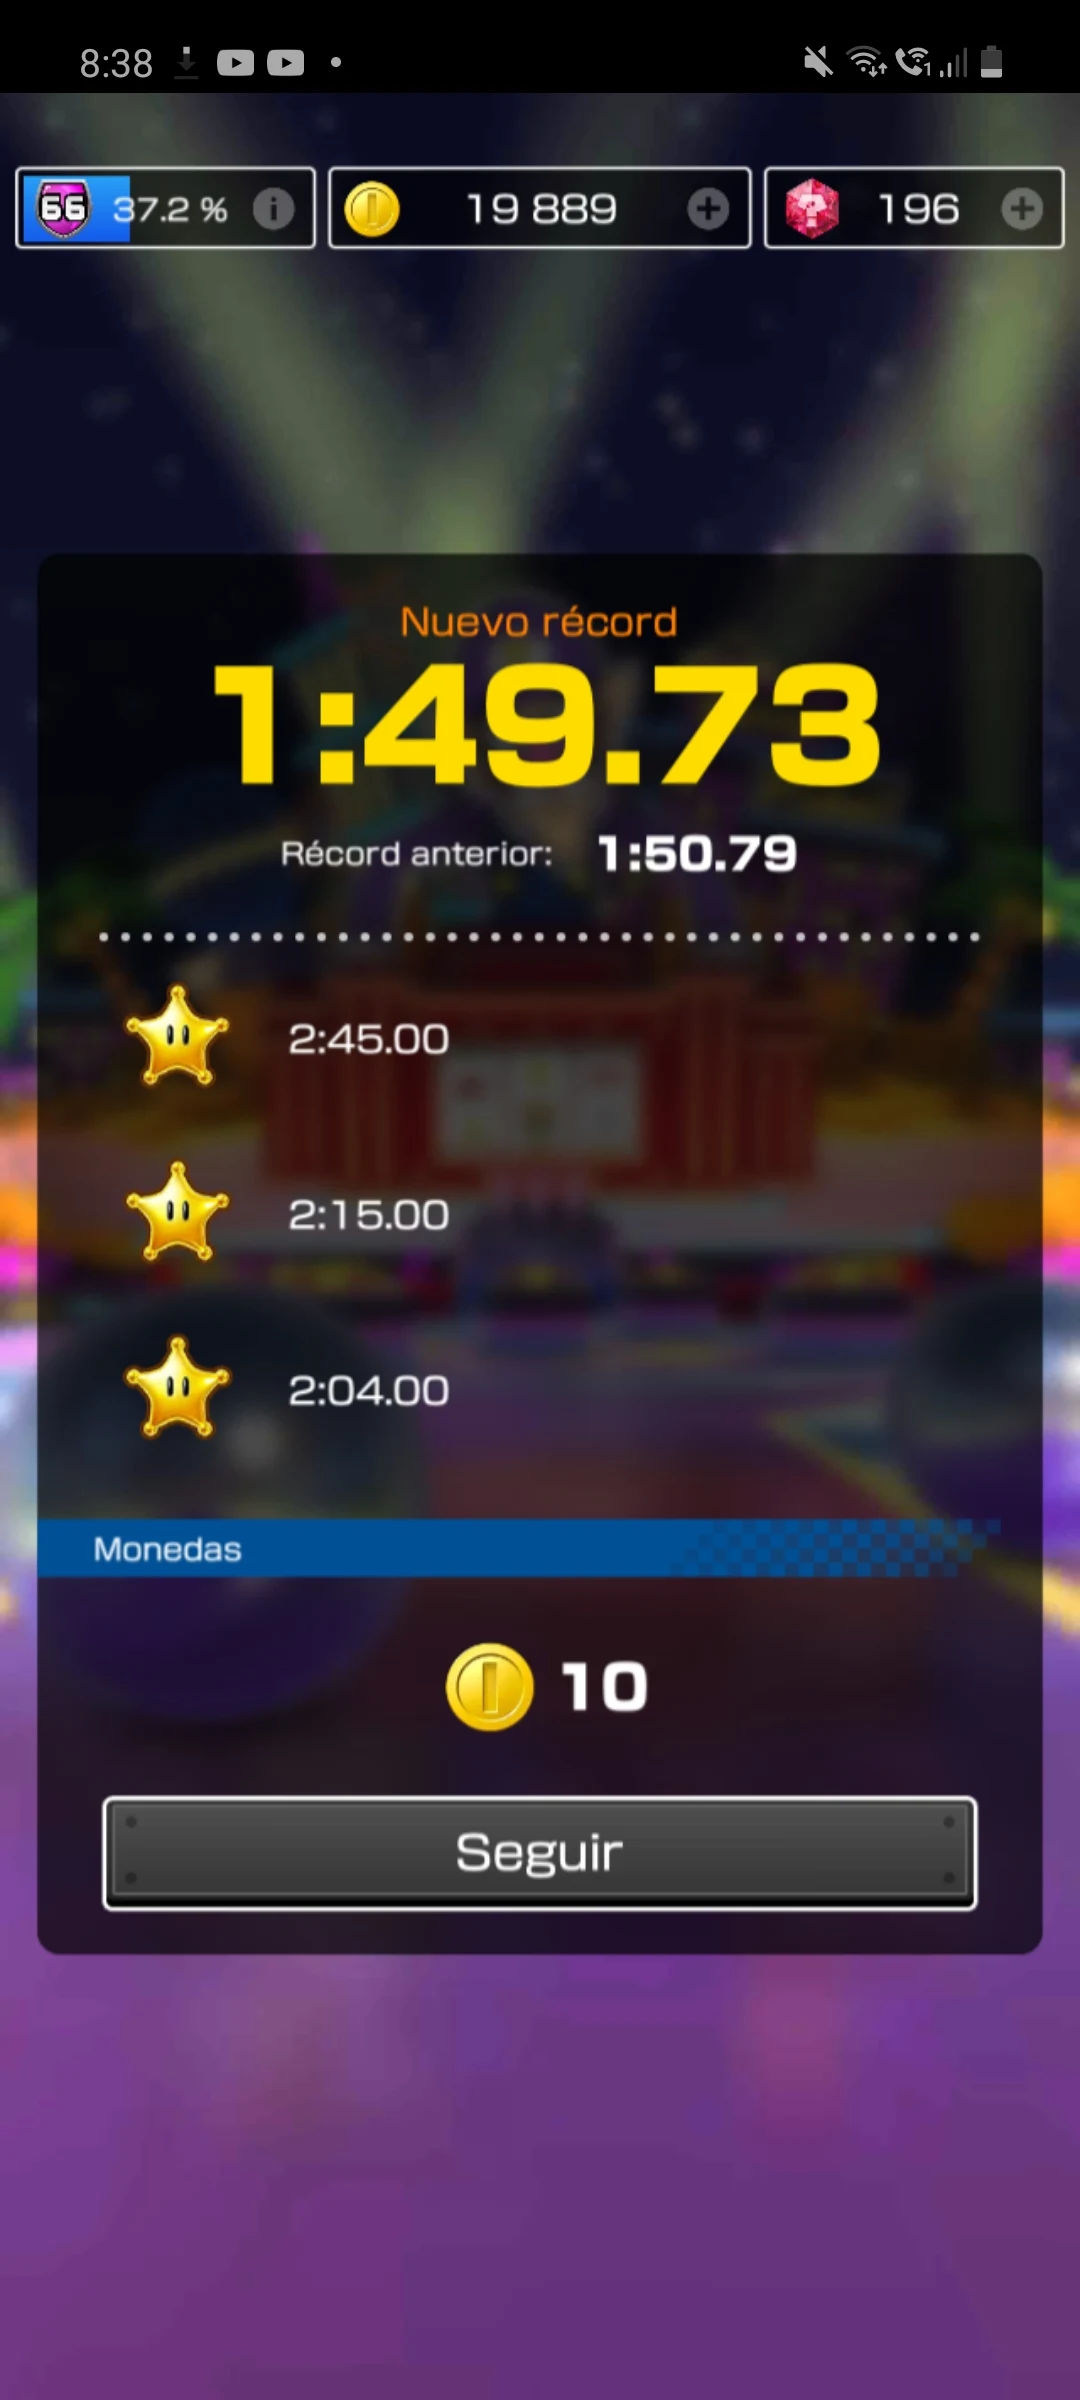 8:38
66 37.2 % i 19 889 + 196 +
Nuevo récord
1:49.73
Récord anterior: 1:50.79
2:45.00
2:15.00
2:04.00
Monedas
10
Seguir